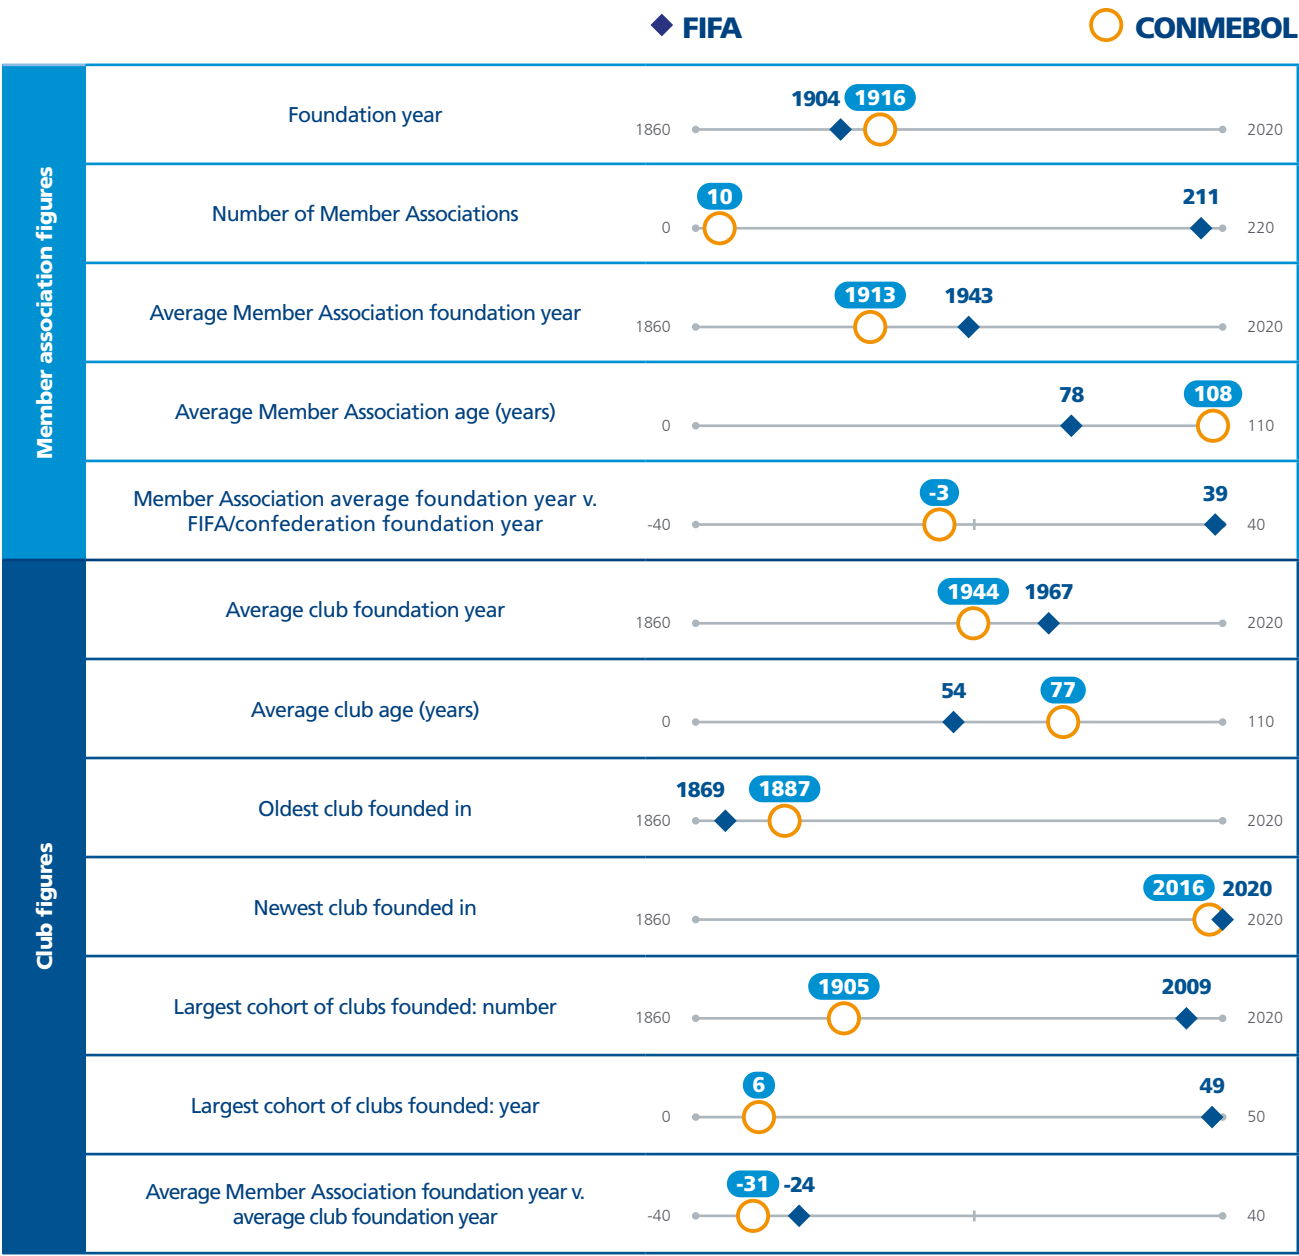 FIFA
CONMEBOL
Member association figures
Foundation year
1904 1916
1860
2020
Number of Member Associations
10
211
0
220
Average Member Association foundation year
1913
1943
1860
2020
Average Member Association age (years)
78
108
0
110
Member Association average foundation year v.
FIFA/confederation foundation year
-3
39
-40
40
Club figures
Average club foundation year
1944 1967
1860
2020
Average club age (years)
54
77
0
110
Oldest club founded in
1869 1887
1860
2020
Newest club founded in
2016 2020
1860
2020
Largest cohort of clubs founded: number
1905
2009
1860
2020
Largest cohort of clubs founded: year
6
49
0
50
Average Member Association foundation year v.
average club foundation year
-31 -24
-40
40